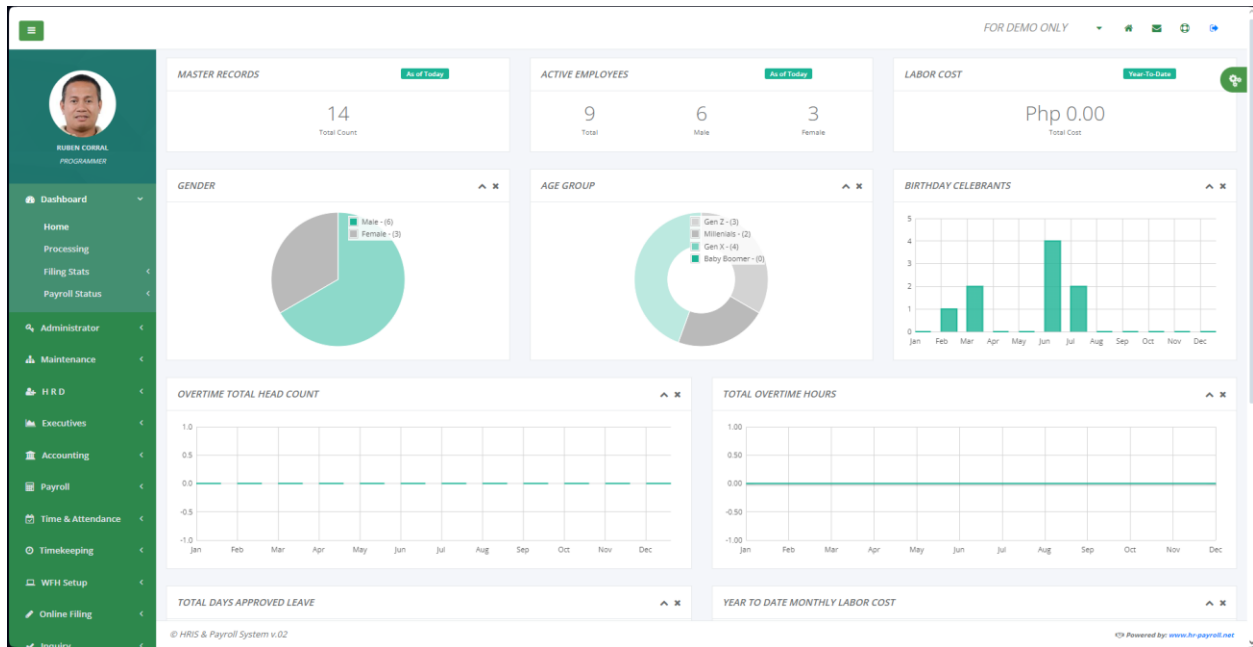 FOR DEMO ONLY
RUBEN CORRAL
PROGRAMMER
Dashboard
Home
Processing
Filing Stats
Payroll Status
Administrator
Maintenance
H R D
Executives
Accounting
Payroll
Time & Attendance
Timekeeping
WFH Setup
Online Filing
Inquiry
MASTER RECORDS As of Today
14
Total Count
ACTIVE EMPLOYEES As of Today
9 6 3
Total Male Female
LABOR COST Year-To-Date
Php 0.00
Total Cost
GENDER
Male - (6)
Female - (3)
AGE GROUP
Gen Z - (3)
Millenials - (2)
Gen X - (4)
Baby Boomer - (0)
BIRTHDAY CELEBRANTS
5
4
3
2
1
0
Jan Feb Mar Apr May Jun Jul Aug Sep Oct Nov Dec
OVERTIME TOTAL HEAD COUNT
1.0
0.5
0.0
-0.5
-1.0
Jan Feb Mar Apr May Jun Jul Aug Sep Oct Nov Dec
TOTAL OVERTIME HOURS
1.00
0.50
0.00
-0.50
-1.00
Jan Feb Mar Apr May Jun Jul Aug Sep Oct Nov Dec
TOTAL DAYS APPROVED LEAVE
YEAR TO DATE MONTHLY LABOR COST
© HRIS & Payroll System v.02
Powered by: www.hr-payroll.net